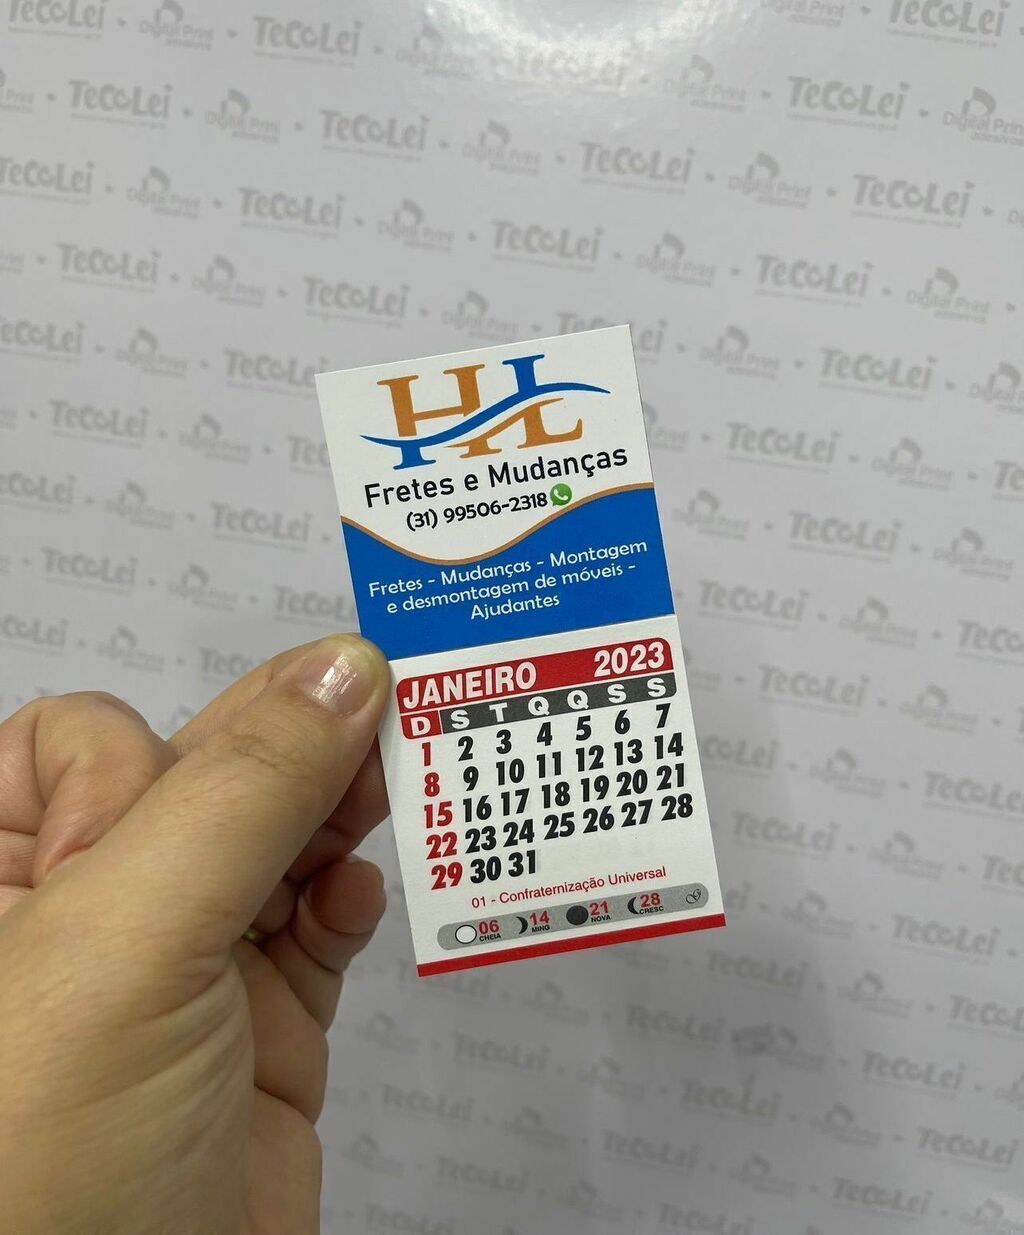 HL
Fretes e Mudanças
(31) 99506-2318
Fretes - Mudanças - Montagem
e desmontagem de móveis -
Ajudantes
JANEIRO 2023
D S T Q Q S S
1 2 3 4 5 6 7
8 9 10 11 12 13 14
15 16 17 18 19 20 21
22 23 24 25 26 27 28
29 30 31
01 - Confraternização Universal
06 CHEIA 14 MING 21 NOVA 28 CRESC
TeCoLei
Digital Print